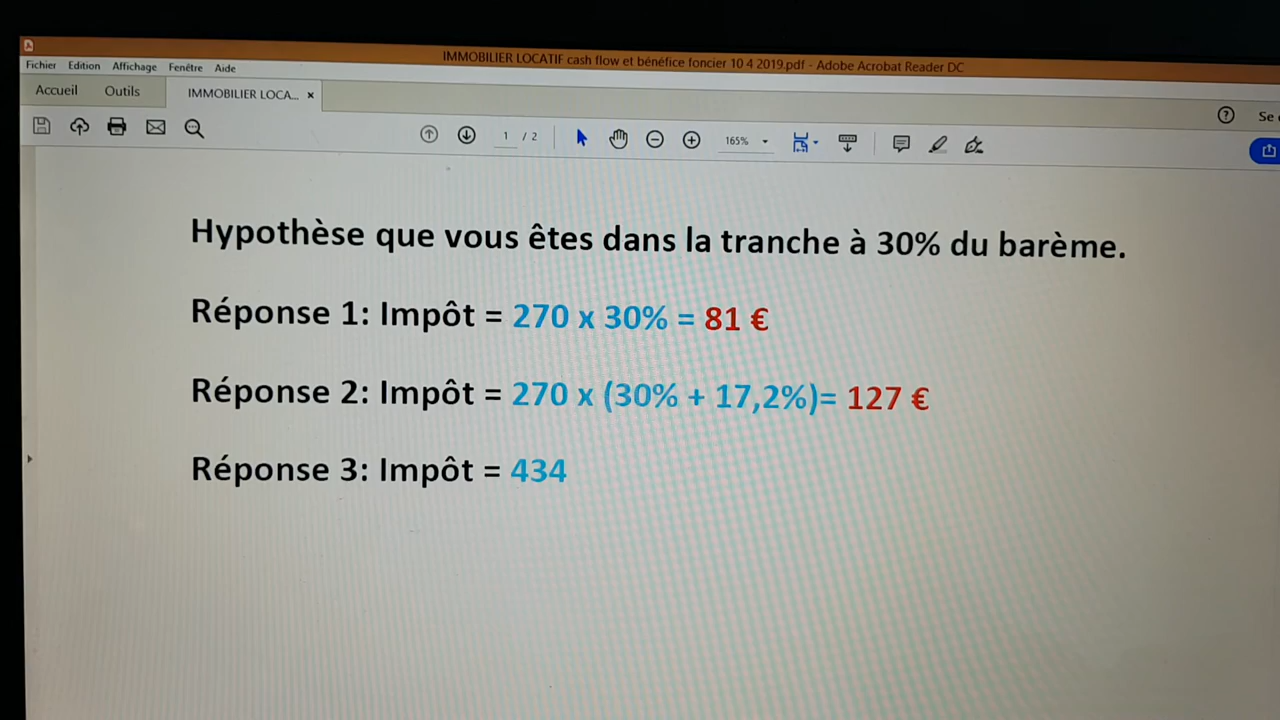 IMMOBILIER LOCATIF cash flow et bénéfice foncier 10 4 2019.pdf - Adobe Acrobat Reader DC
Fichier Edition Affichage Fenêtre Aide
Accueil Outils IMMOBILIER LOCA... × ? Se
1 / 2 165%
Hypothèse que vous êtes dans la tranche à 30% du barème.
Réponse 1: Impôt = 270 x 30% = 81 €
Réponse 2: Impôt = 270 x (30% + 17,2%)= 127 €
Réponse 3: Impôt = 434